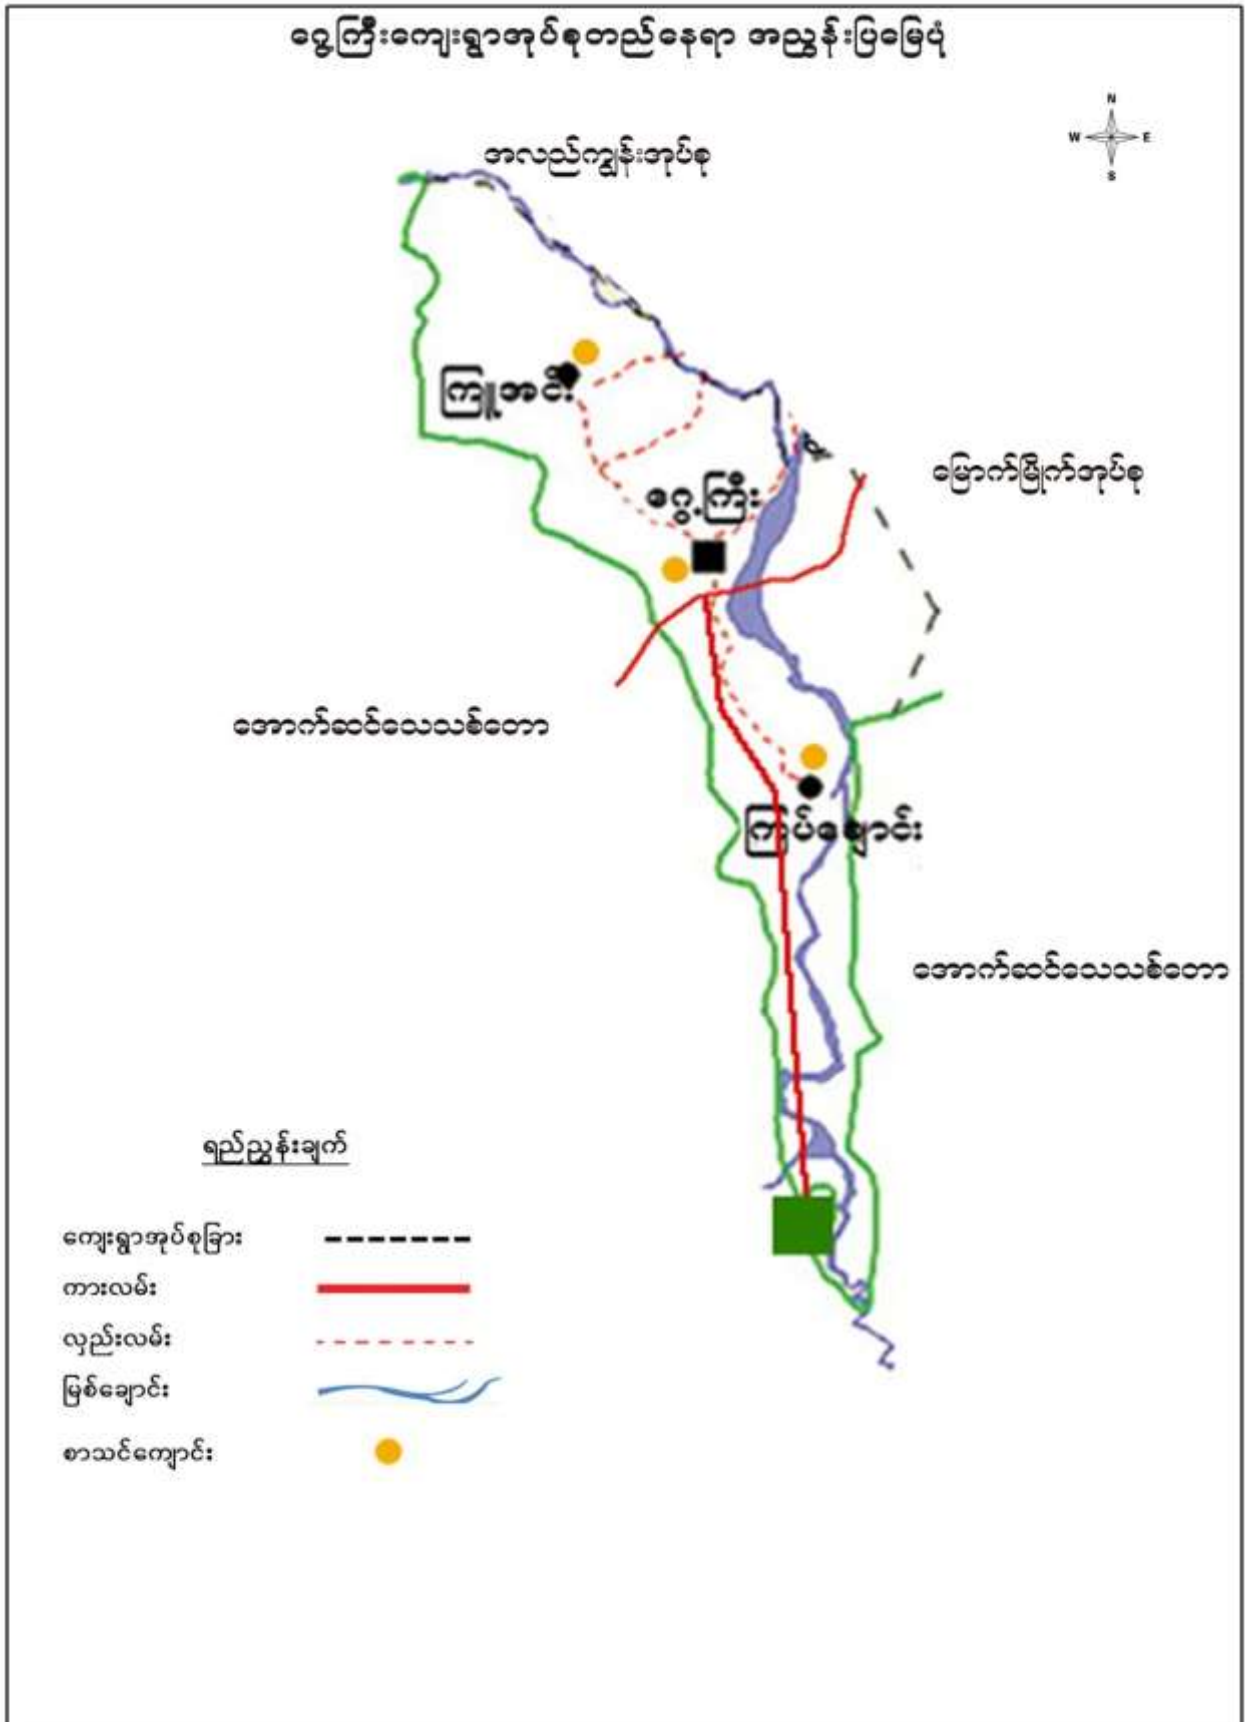 ငွေ့ကြီးကျေးရွာအုပ်စုတည်နေရာ အညွှန်းပြမြေပုံ
N
W E
S
အလည်ကျွန်းအုပ်စု
ကြူအင်း
မြောက်မြိုက်အုပ်စု
ငွေ့ကြီး
အောက်ဆင်သေသစ်တော
ကြပ်ချောင်း
အောက်ဆင်သေသစ်တော
ရည်ညွှန်းချက်
ကျေးရွာအုပ်စုခြား
ကားလမ်း
လှည်းလမ်း
မြစ်ချောင်း
စာသင်ကျောင်း